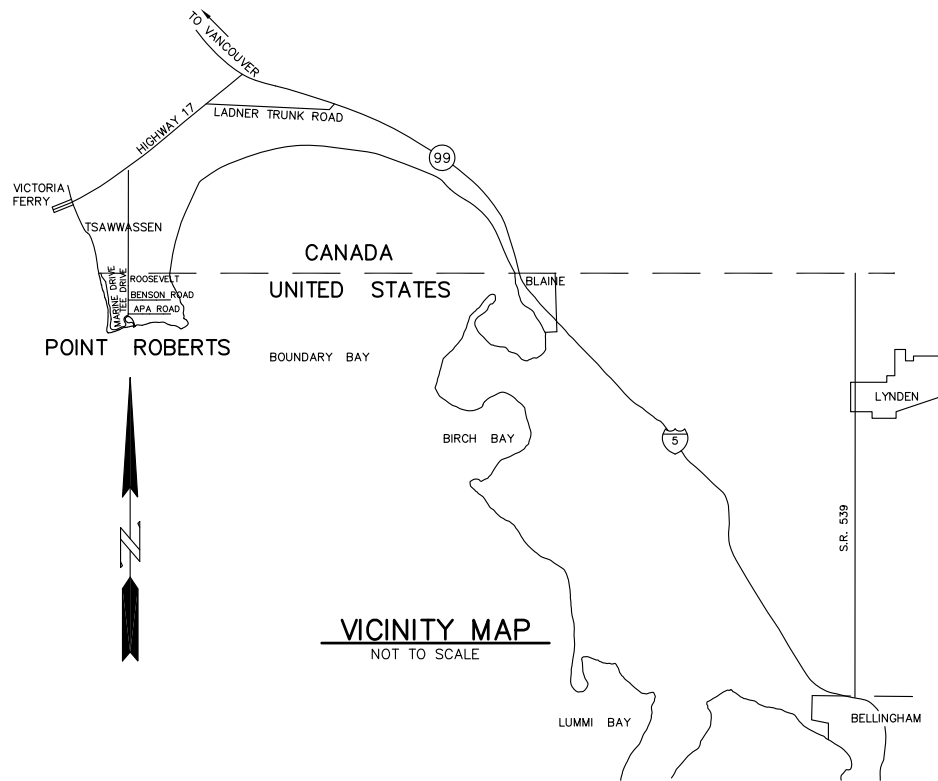 TO VANCOUVER
HIGHWAY 17
LADNER TRUNK ROAD
99
VICTORIA
FERRY
TSAWWASSEN
CANADA
UNITED STATES
BLAINE
MARINE DRIVE
TEE DRIVE
ROOSEVELT
BENSON ROAD
APA ROAD
POINT ROBERTS
BOUNDARY BAY
LYNDEN
BIRCH BAY
5
S.R. 539
N
VICINITY MAP
NOT TO SCALE
LUMMI BAY
BELLINGHAM